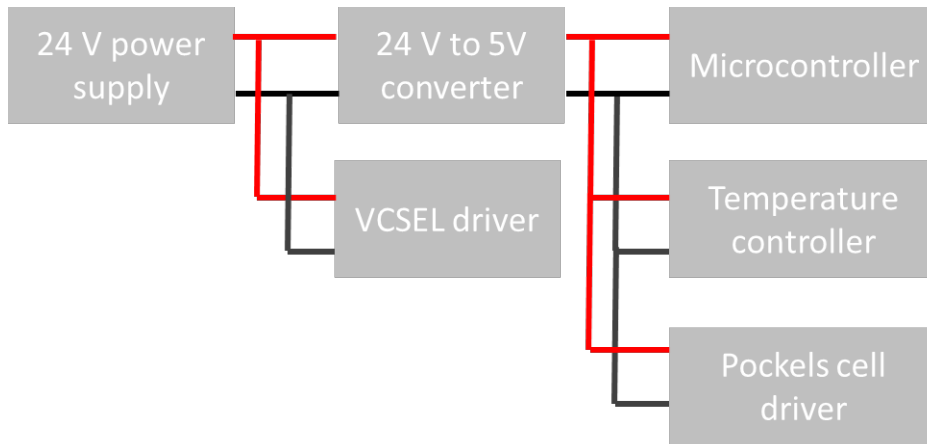 24 V power
supply
24 V to 5V
converter
Microcontroller
VCSEL driver
Temperature
controller
Pockels cell
driver